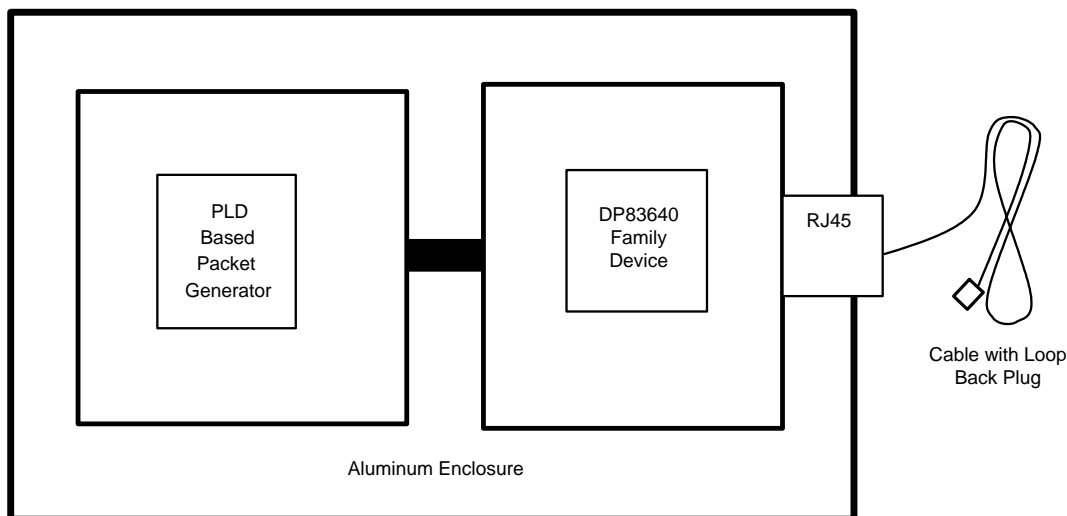 PLD
Based
Packet
Generator
DP83640
Family
Device
RJ45
Cable with Loop
Back Plug
Aluminum Enclosure